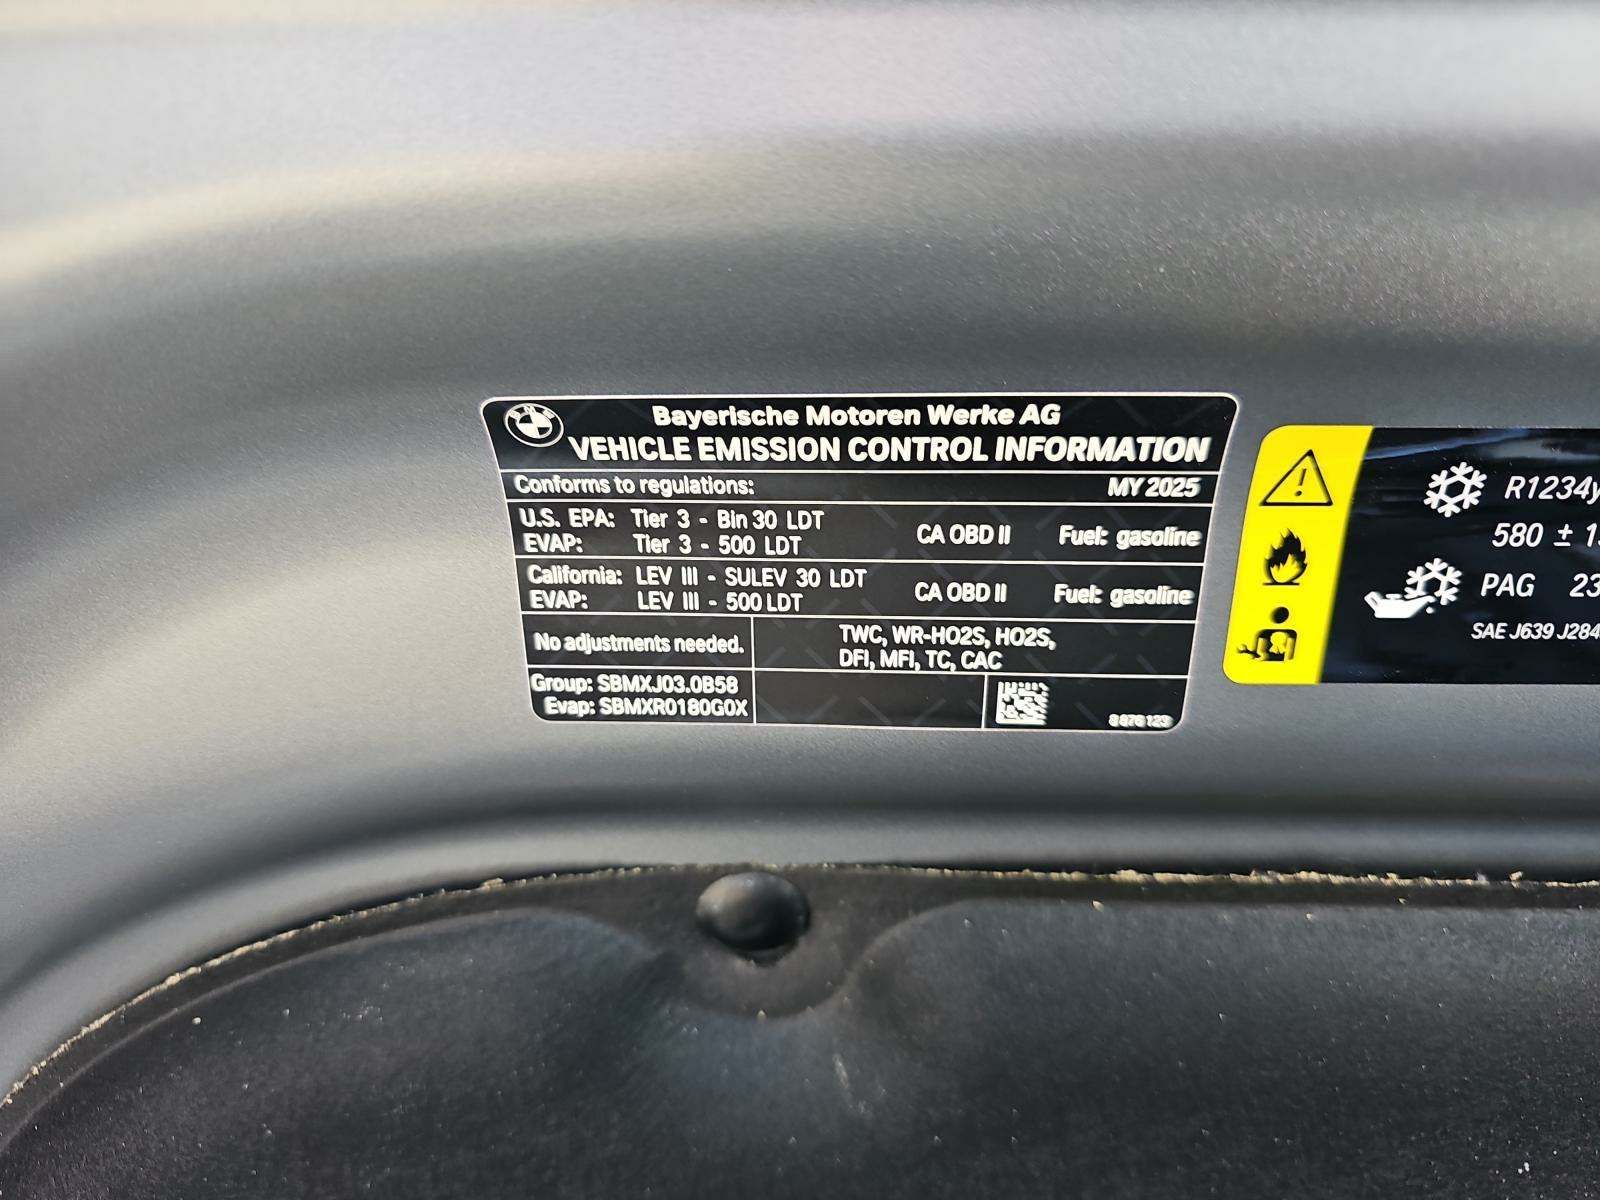 BMW
Bayerische Motoren Werke AG
VEHICLE EMISSION CONTROL INFORMATION
Conforms to regulations: MY 2025
U.S. EPA: Tier 3 - Bin 30 LDT
EVAP: Tier 3 - 500 LDT
CA OBD II Fuel: gasoline
California: LEV III - SULEV 30 LDT
EVAP: LEV III - 500 LDT
CA OBD II Fuel: gasoline
No adjustments needed.
TWC, WR-HO2S, HO2S,
DFI, MFI, TC, CAC
Group: SBMXJ03.0B58
Evap: SBMXR0180G0X
R1234y
580 ±
PAG 23
SAE J639 J284